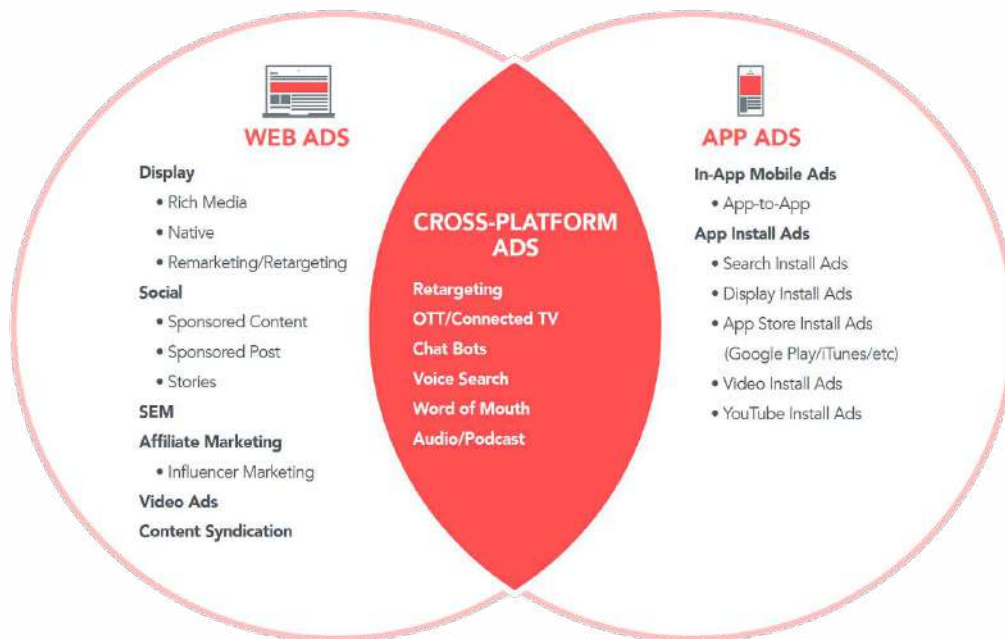 WEB ADS
Display
• Rich Media
• Native
• Remarketing/Retargeting
Social
• Sponsored Content
• Sponsored Post
• Stories
SEM
Affiliate Marketing
• Influencer Marketing
Video Ads
Content Syndication
CROSS-PLATFORM
ADS
Retargeting
OTT/Connected TV
Chat Bots
Voice Search
Word of Mouth
Audio/Podcast
APP ADS
In-App Mobile Ads
• App-to-App
App Install Ads
• Search Install Ads
• Display Install Ads
• App Store Install Ads
(Google Play/iTunes/etc)
• Video Install Ads
• YouTube Install Ads